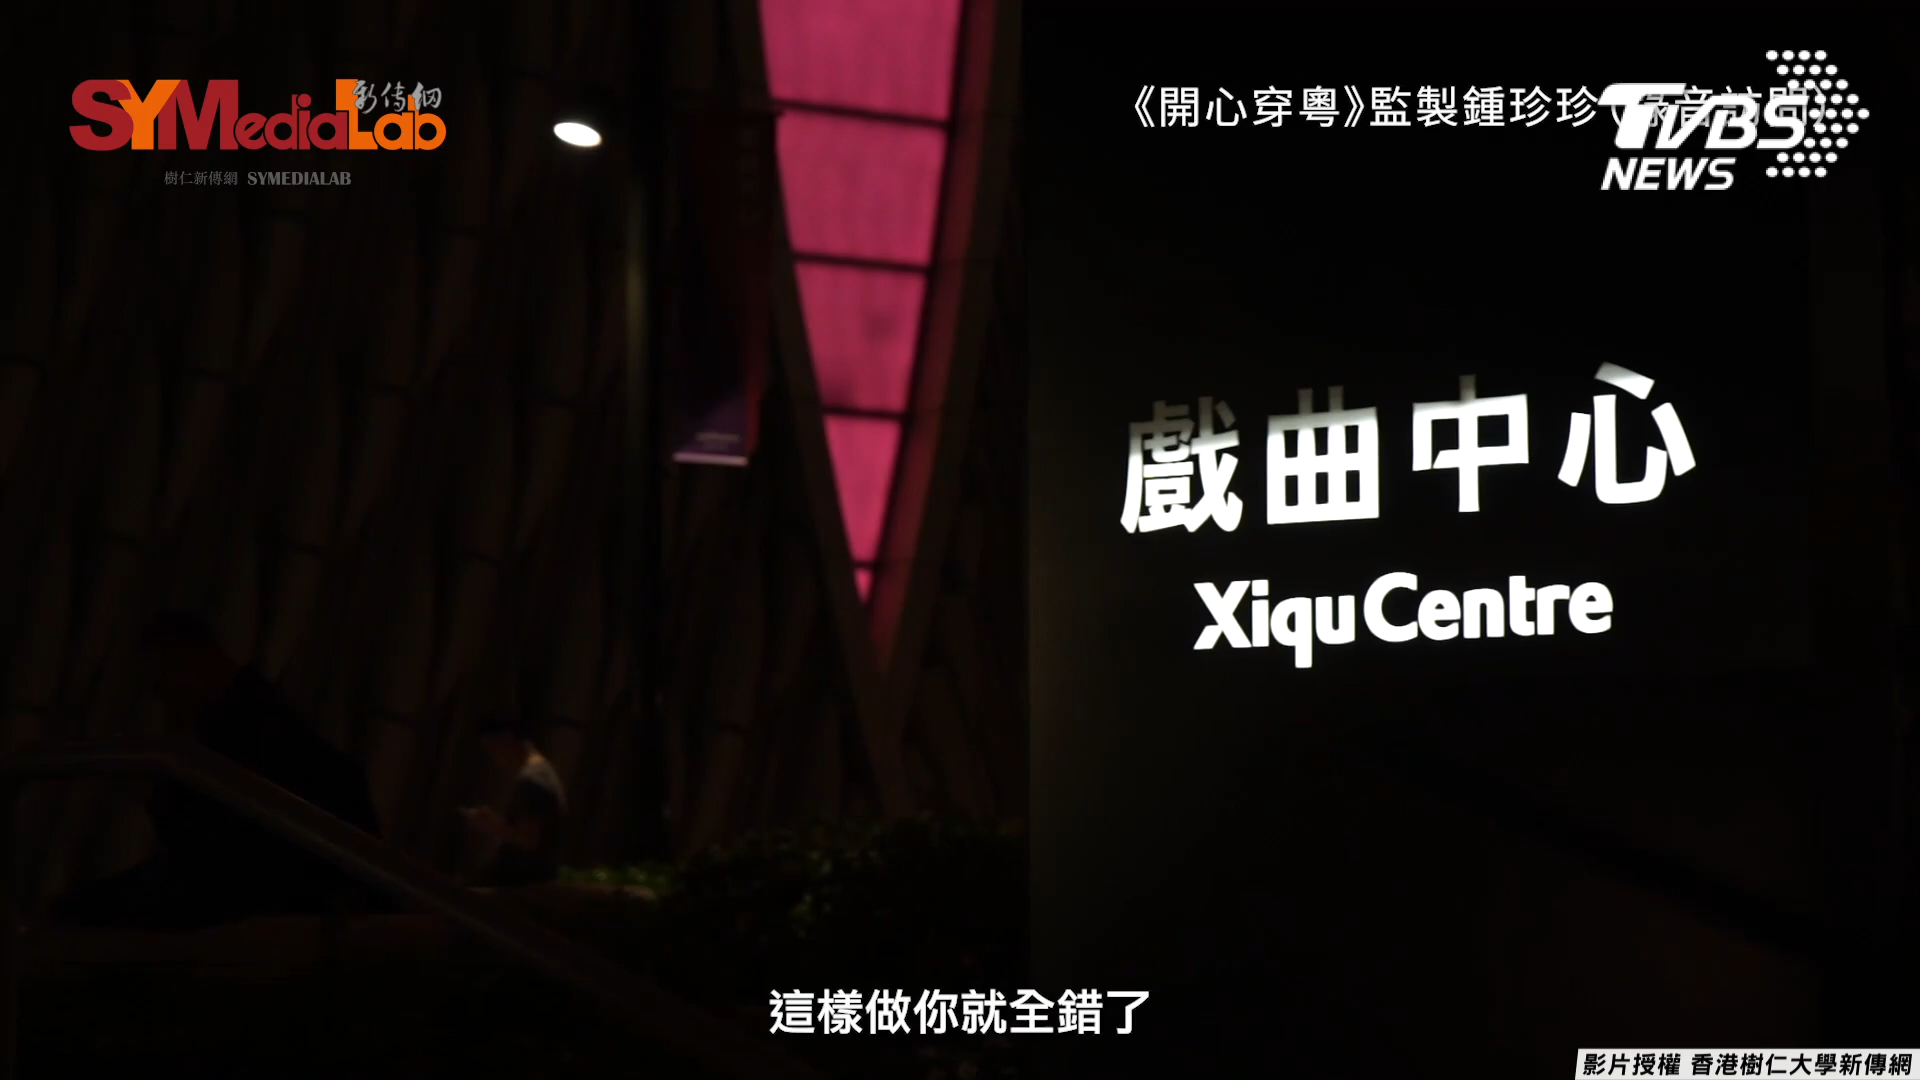 SYMediaLab 新傳網
樹仁新傳網 SYMEDIALAB
《開心穿粵》監製鍾珍珍
TVBS
NEWS
戲曲中心
Xiqu Centre
這樣做你就全錯了
影片授權 香港樹仁大學新傳網